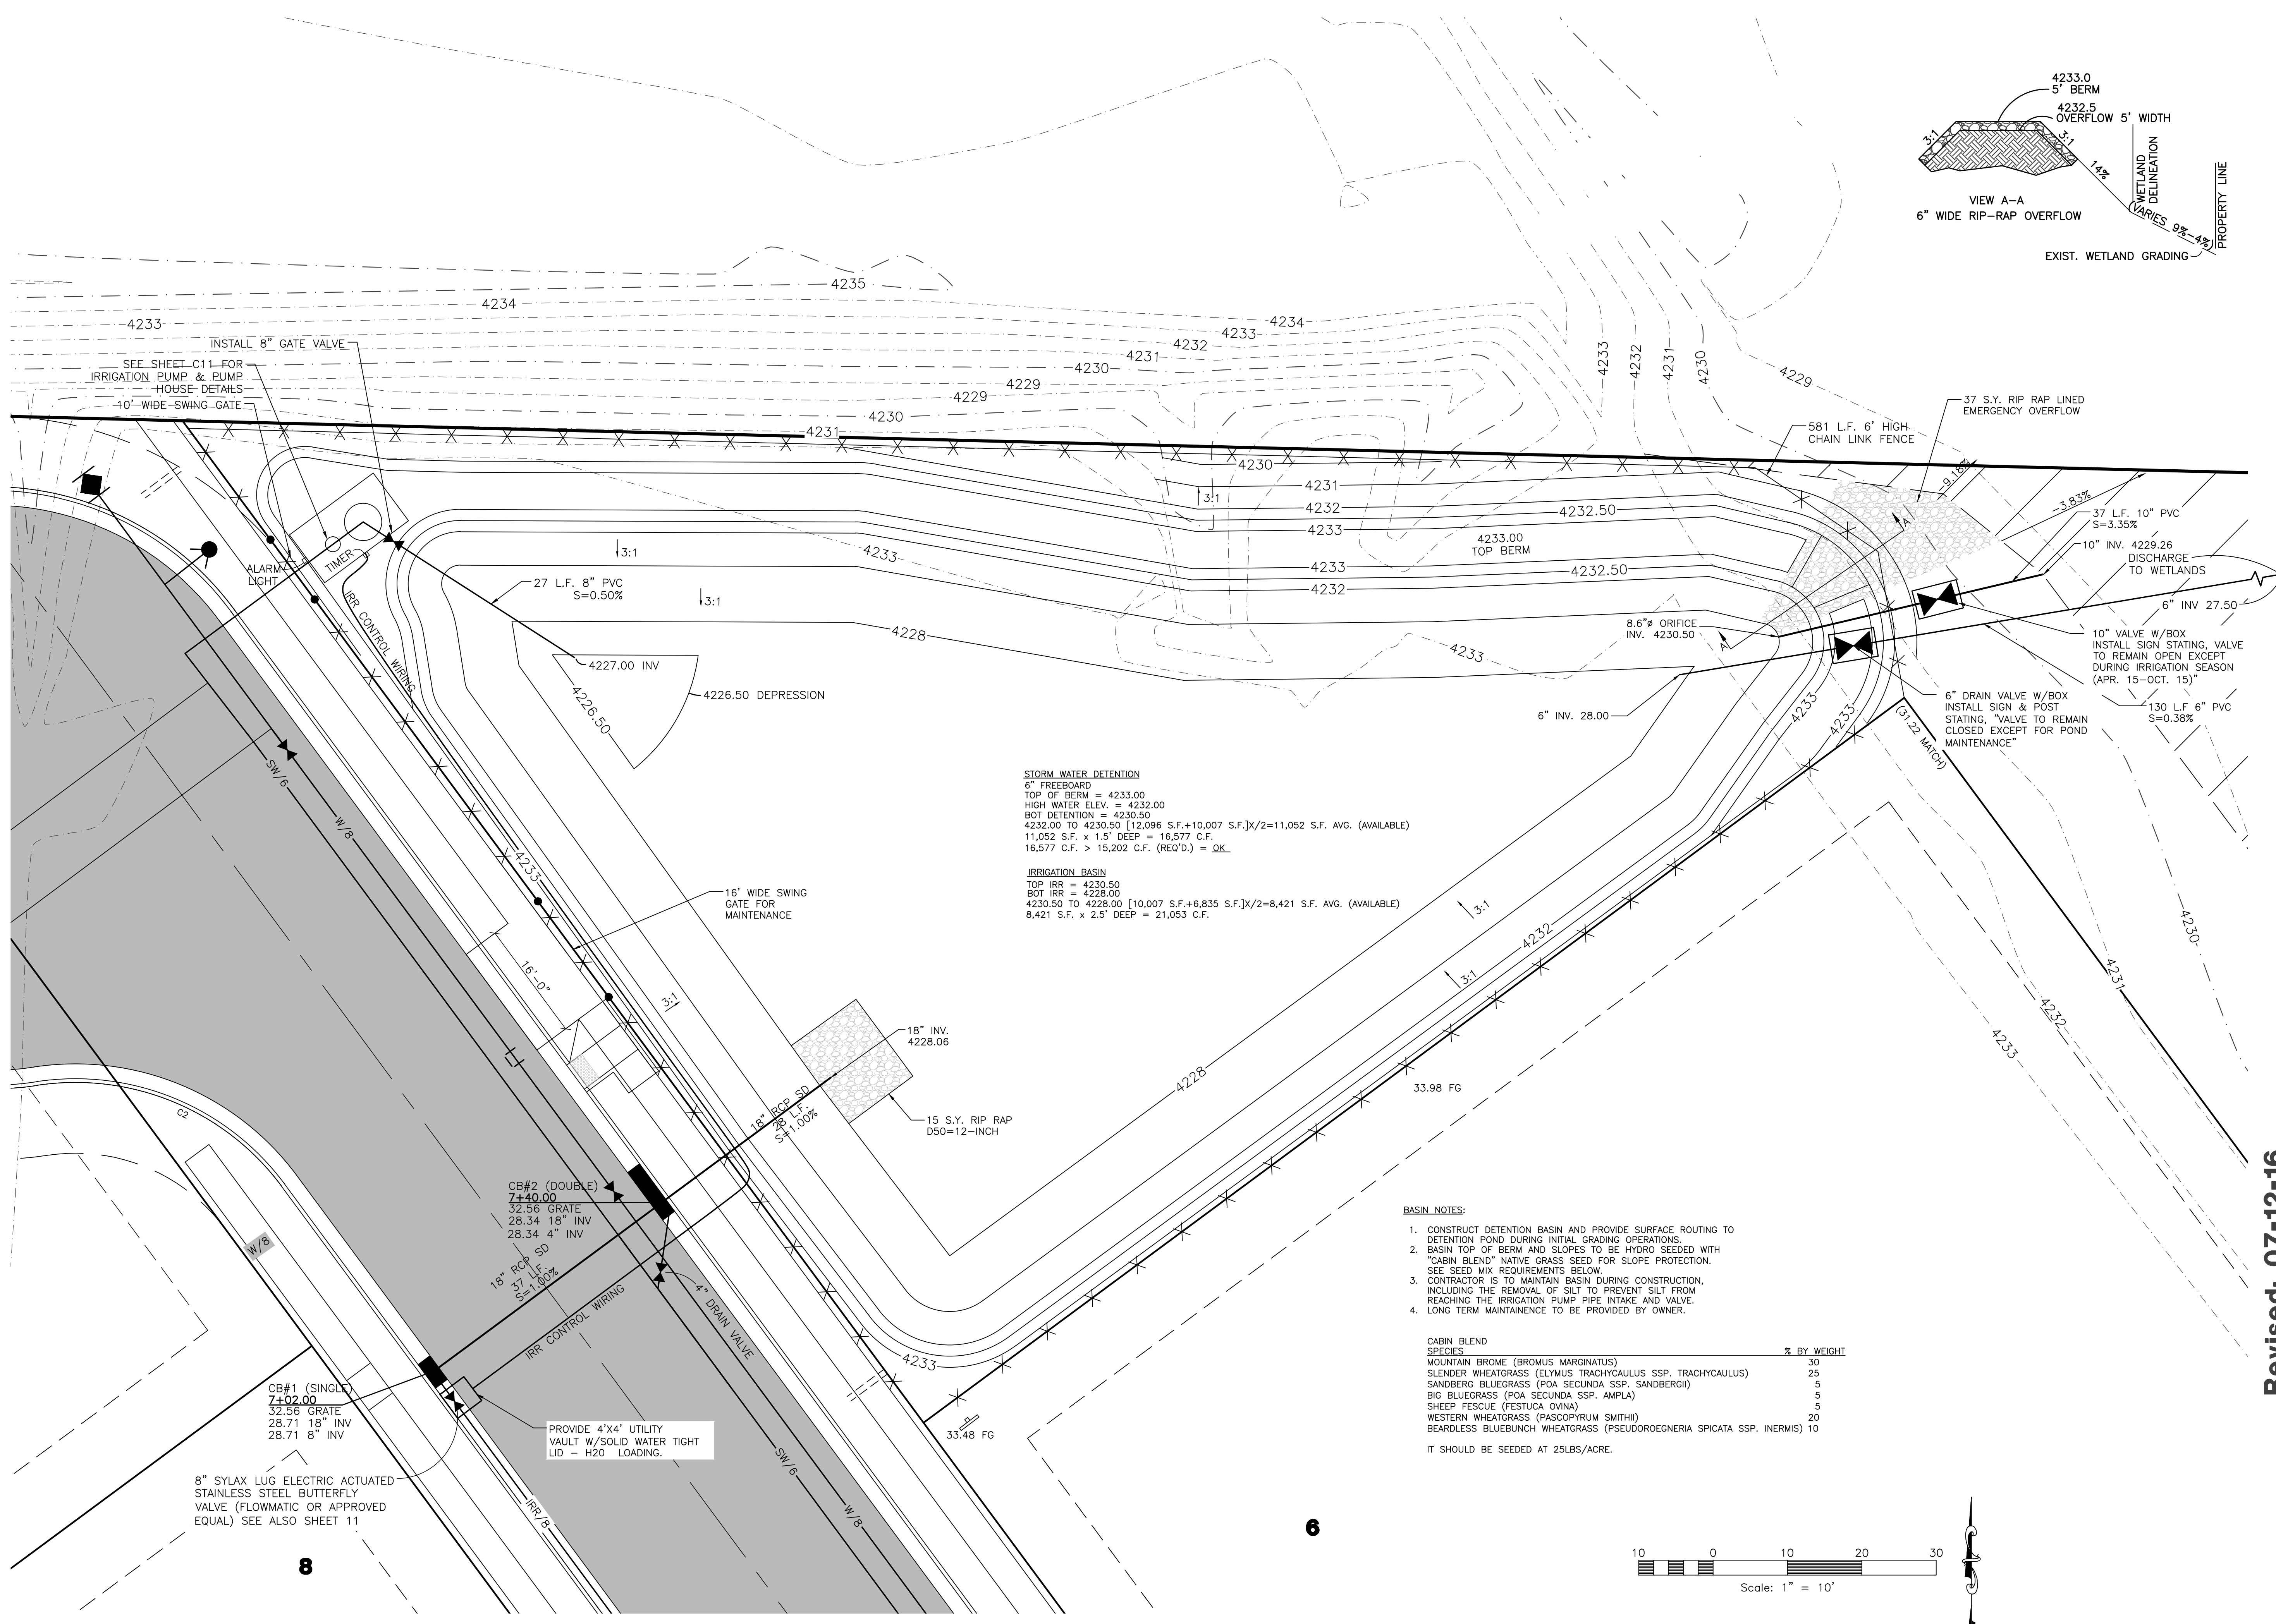 4233.0
5' BERM
4232.5
OVERFLOW 5' WIDTH
3:1
3:1
14%
WETLAND
DELINEATION
(VARIES 9%-4%)
PROPERTY LINE
VIEW A-A
6" WIDE RIP-RAP OVERFLOW
EXIST. WETLAND GRADING
4235
4234
4233
4234
4233
4232
4231
4230
4229
4229
4230
4231
4233
4232
4231
4230
4229
INSTALL 8" GATE VALVE
SEE SHEET C11 FOR
IRRIGATION PUMP & PUMP
HOUSE DETAILS
10' WIDE SWING GATE
37 S.Y. RIP RAP LINED
EMERGENCY OVERFLOW
581 L.F. 6' HIGH
CHAIN LINK FENCE
4230
4231
3:1
4232
4232.50
4233
4233.00
TOP BERM
4233
4232.50
4232
4233
-9.18%
-3.83%
37 L.F. 10" PVC
S=3.35%
10" INV. 4229.26
DISCHARGE
TO WETLANDS
6" INV 27.50
A
A
ALARM
LIGHT
TIMER
IRR CONTROL WIRING
3:1
3:1
27 L.F. 8" PVC
S=0.50%
4228
4227.00 INV
4226.50 DEPRESSION
4226.50
8.6"ø ORIFICE
INV. 4230.50
4233
6" INV. 28.00
10" VALVE W/BOX
INSTALL SIGN STATING, VALVE
TO REMAIN OPEN EXCEPT
DURING IRRIGATION SEASON
(APR. 15-OCT. 15)"
6" DRAIN VALVE W/BOX
INSTALL SIGN & POST
STATING, "VALVE TO REMAIN
CLOSED EXCEPT FOR POND
MAINTENANCE"
130 L.F 6" PVC
S=0.38%
4233
4233
(31.22 MATCH)
STORM WATER DETENTION
6" FREEBOARD
TOP OF BERM = 4233.00
HIGH WATER ELEV. = 4232.00
BOT DETENTION = 4230.50
4232.00 TO 4230.50 [12,096 S.F.+10,007 S.F.]X/2=11,052 S.F. AVG. (AVAILABLE)
11,052 S.F. x 1.5' DEEP = 16,577 C.F.
16,577 C.F. > 15,202 C.F. (REQ'D.) = OK
IRRIGATION BASIN
TOP IRR = 4230.50
BOT IRR = 4228.00
4230.50 TO 4228.00 [10,007 S.F.+6,835 S.F.]X/2=8,421 S.F. AVG. (AVAILABLE)
8,421 S.F. x 2.5' DEEP = 21,053 C.F.
SW/6
W/8
4233
16' WIDE SWING
GATE FOR
MAINTENANCE
16'-0"
3:1
3:1
3:1
4232
4228
4230
4231
4232
4233
18" INV.
4228.06
15 S.Y. RIP RAP
D50=12-INCH
33.98 FG
18" RCP SD
28 L.F.
S=1.00%
C2
CB#2 (DOUBLE)
7+40.00
32.56 GRATE
28.34 18" INV
28.34 4" INV
18" RCP SD
37 L.F.
S=1.00%
W/8
IRR CONTROL WIRING
4" DRAIN VALVE
4233
CB#1 (SINGLE)
7+02.00
32.56 GRATE
28.71 18" INV
28.71 8" INV
PROVIDE 4'X4' UTILITY
VAULT W/SOLID WATER TIGHT
LID - H20 LOADING.
33.48 FG
8" SYLAX LUG ELECTRIC ACTUATED
STAINLESS STEEL BUTTERFLY
VALVE (FLOWMATIC OR APPROVED
EQUAL) SEE ALSO SHEET 11
IRR/8
SW/6
W/8
8
6
BASIN NOTES:
1. CONSTRUCT DETENTION BASIN AND PROVIDE SURFACE ROUTING TO
DETENTION POND DURING INITIAL GRADING OPERATIONS.
2. BASIN TOP OF BERM AND SLOPES TO BE HYDRO SEEDED WITH
"CABIN BLEND" NATIVE GRASS SEED FOR SLOPE PROTECTION.
SEE SEED MIX REQUIREMENTS BELOW.
3. CONTRACTOR IS TO MAINTAIN BASIN DURING CONSTRUCTION,
INCLUDING THE REMOVAL OF SILT TO PREVENT SILT FROM
REACHING THE IRRIGATION PUMP PIPE INTAKE AND VALVE.
4. LONG TERM MAINTAINENCE TO BE PROVIDED BY OWNER.
CABIN BLEND
SPECIES % BY WEIGHT
MOUNTAIN BROME (BROMUS MARGINATUS) 30
SLENDER WHEATGRASS (ELYMUS TRACHYCAULUS SSP. TRACHYCAULUS) 25
SANDBERG BLUEGRASS (POA SECUNDA SSP. SANDBERGII) 5
BIG BLUEGRASS (POA SECUNDA SSP. AMPLA) 5
SHEEP FESCUE (FESTUCA OVINA) 5
WESTERN WHEATGRASS (PASCOPYRUM SMITHII) 20
BEARDLESS BLUEBUNCH WHEATGRASS (PSEUDOROEGNERIA SPICATA SSP. INERMIS) 10
IT SHOULD BE SEEDED AT 25LBS/ACRE.
10 0 10 20 30
Scale: 1" = 10'
Revised: 07-12-16